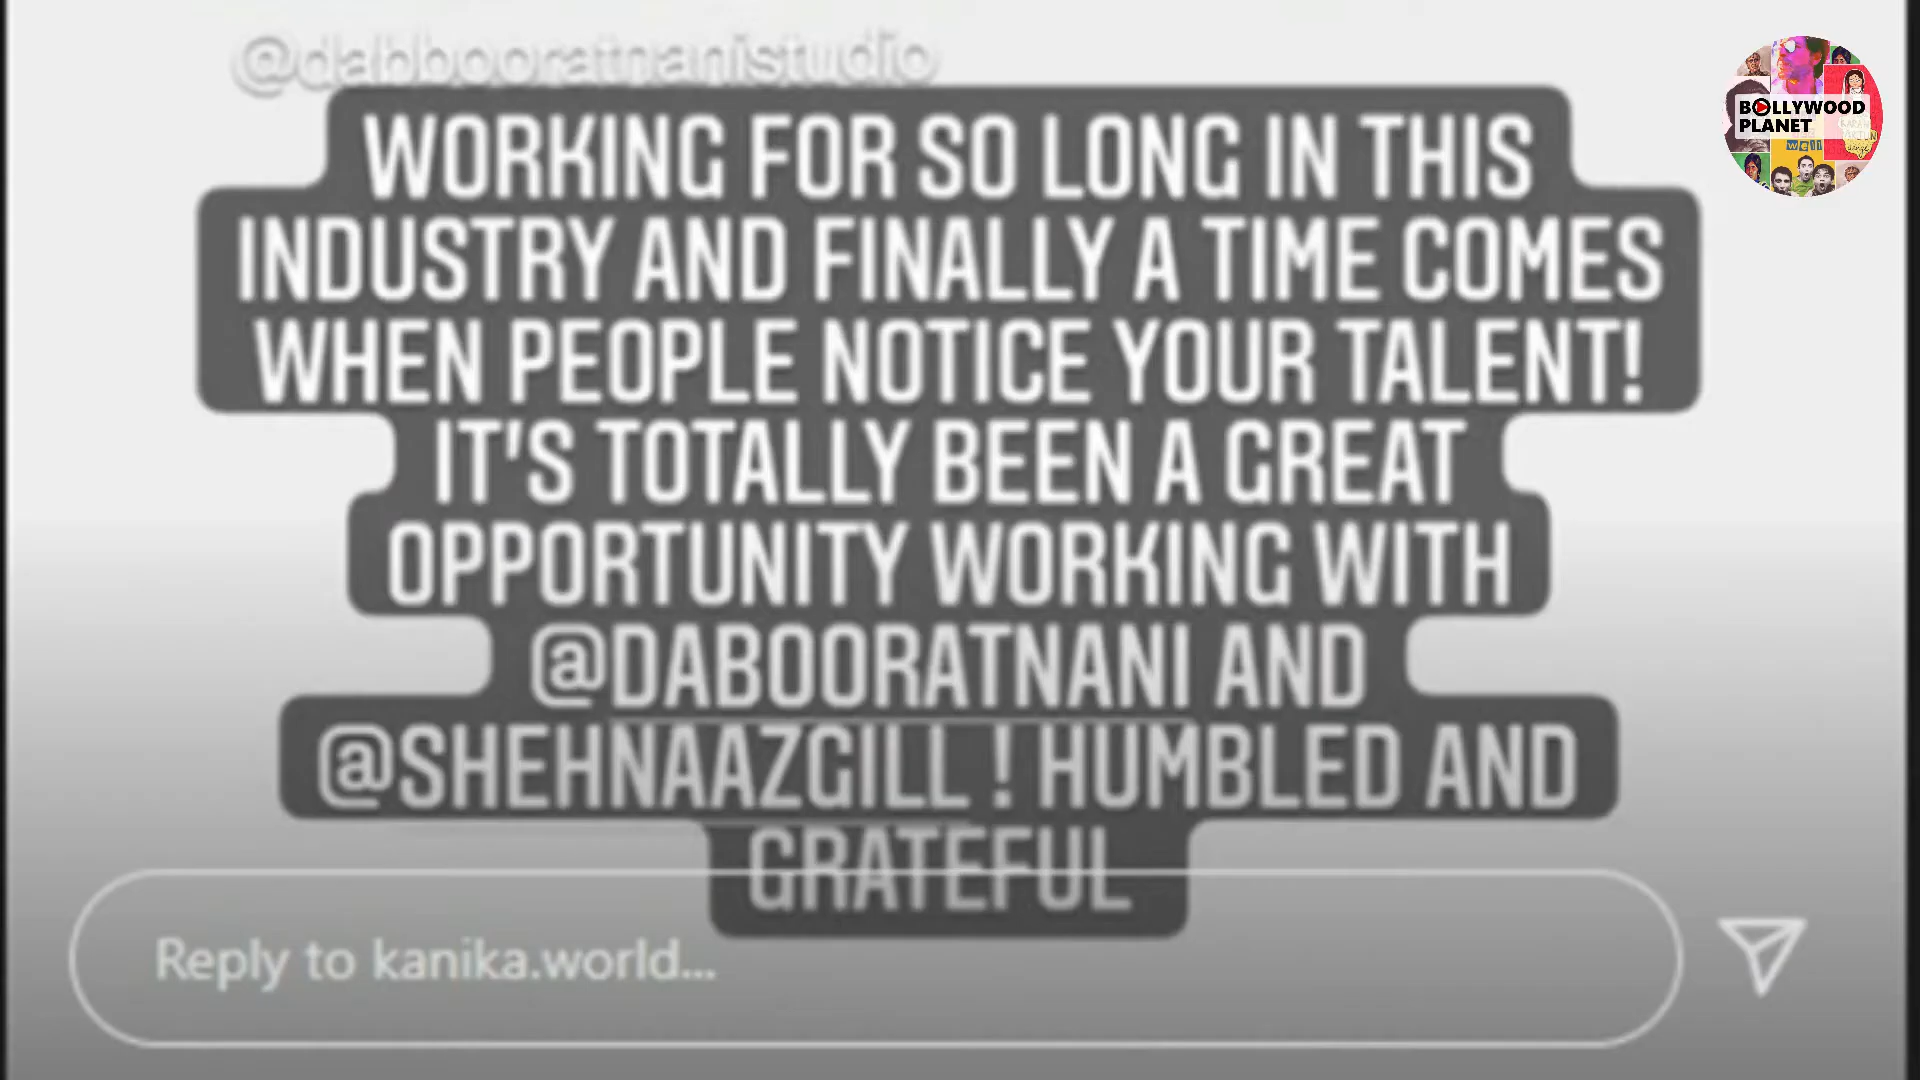 @dabbooratnanistudio
BOLLYWOOD
PLANET
well
WORKING FOR SO LONG IN THIS
INDUSTRY AND FINALLY A TIME COMES
WHEN PEOPLE NOTICE YOUR TALENT!
IT'S TOTALLY BEEN A GREAT
OPPORTUNITY WORKING WITH
@DABOORATNANI AND
@SHEHNAAZGILL ! HUMBLED AND
GRATEFUL
Reply to kanika.world...